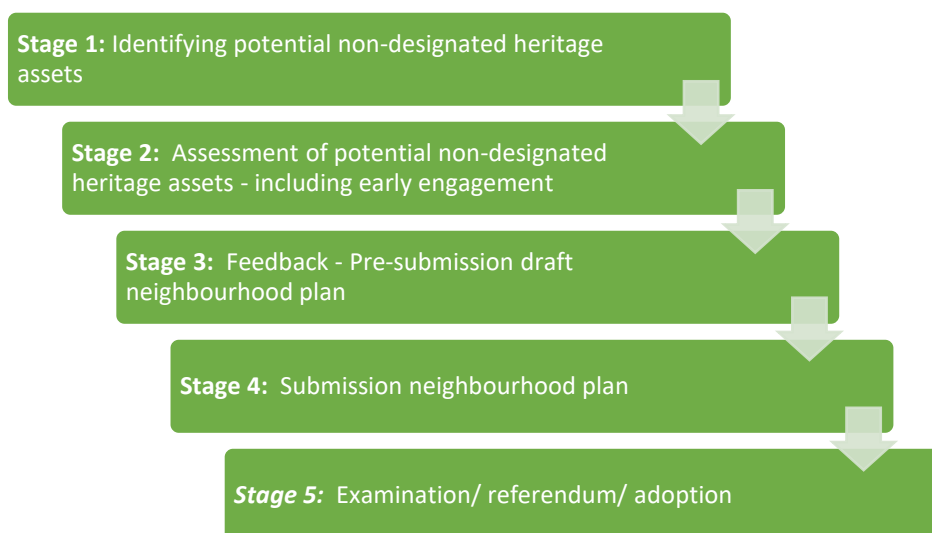 Stage 1: Identifying potential non-designated heritage
assets
Stage 2: Assessment of potential non-designated
heritage assets - including early engagement
Stage 3: Feedback - Pre-submission draft
neighbourhood plan
Stage 4: Submission neighbourhood plan
Stage 5: Examination/ referendum/ adoption